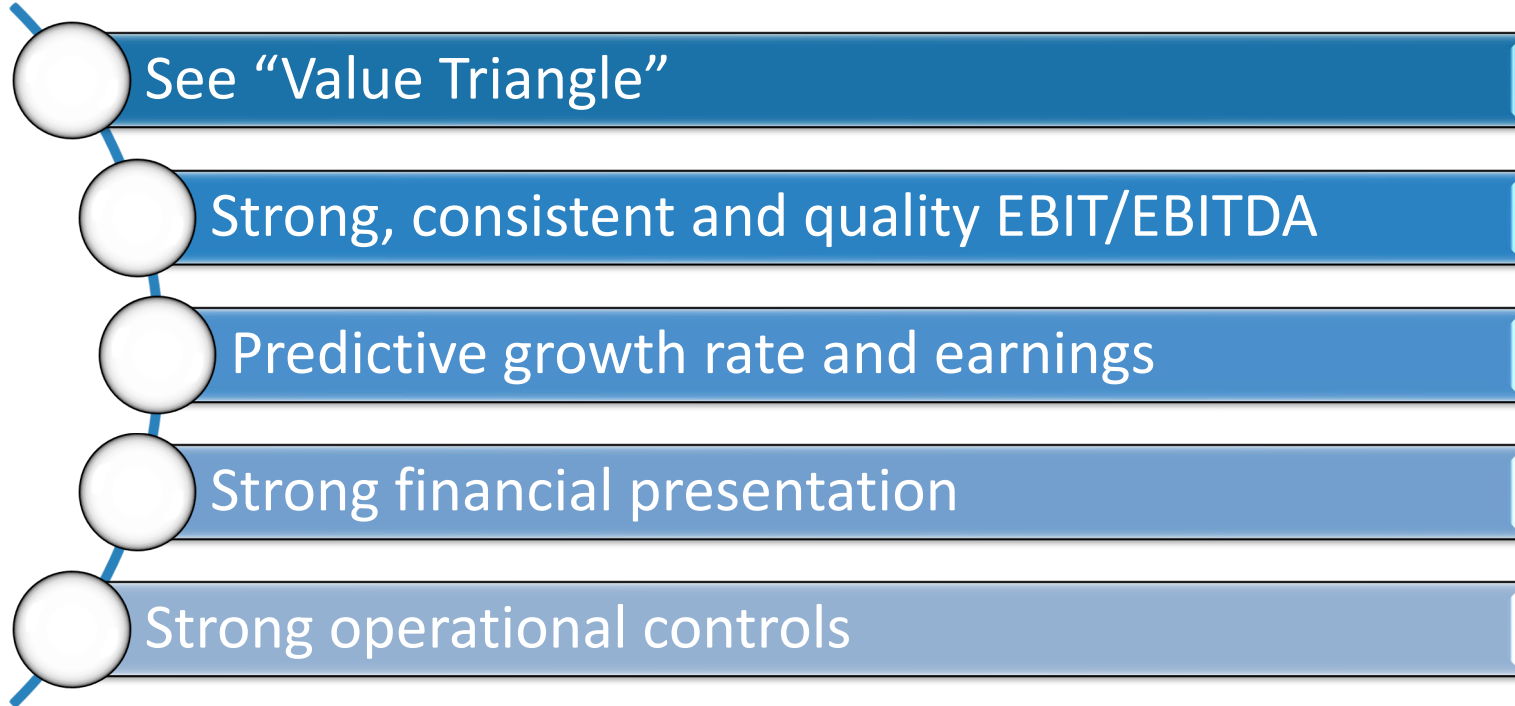 See “Value Triangle”
Strong, consistent and quality EBIT/EBITDA
Predictive growth rate and earnings
Strong financial presentation
Strong operational controls